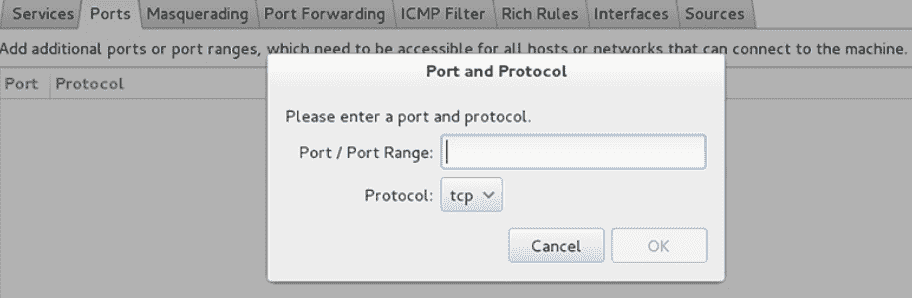 Services Ports Masquerading Port Forwarding ICMP Filter Rich Rules Interfaces Sources
Add additional ports or port ranges, which need to be accessible for all hosts or networks that can connect to the machine.
Port Protocol
Port and Protocol
Please enter a port and protocol.
Port / Port Range:
Protocol: tcp
Cancel OK